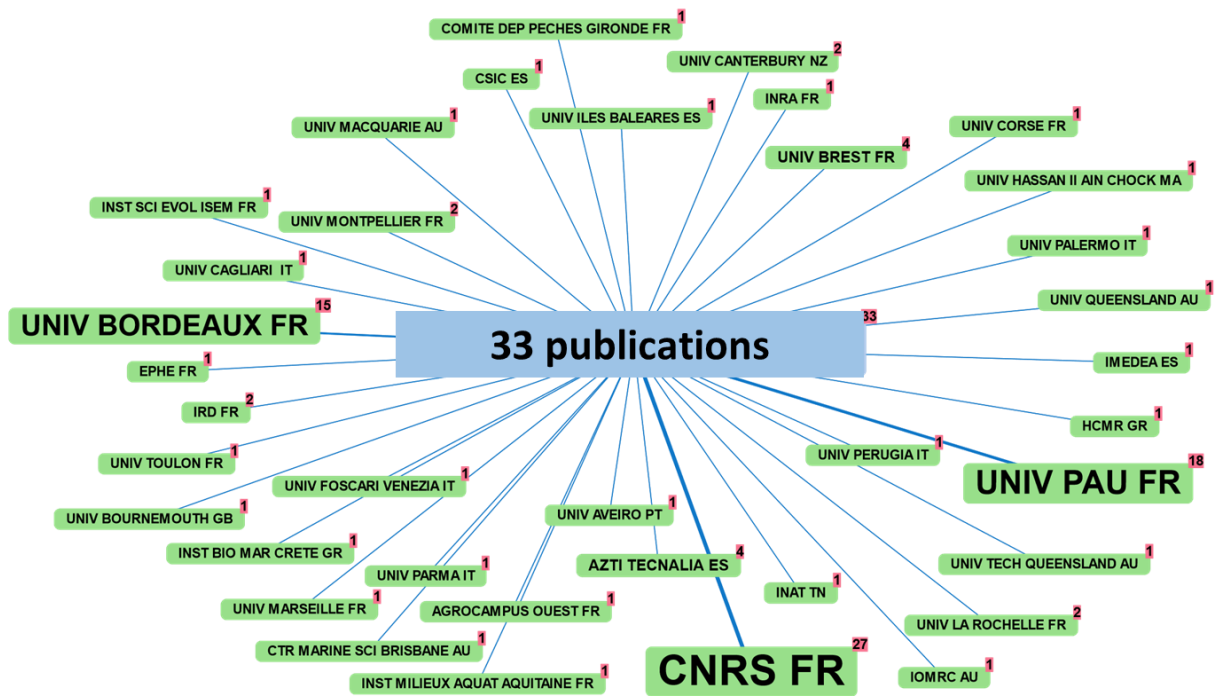 COMITE DEP PECHES GIRONDE FR 1
UNIV CANTERBURY NZ 2
CSIC ES 1
INRA FR 1
UNIV ILES BALEARES ES 1
UNIV MACQUARIE AU 1
UNIV CORSE FR 1
UNIV BREST FR 4
UNIV HASSAN II AIN CHOCK MA 1
INST SCI EVOL ISEM FR 1
UNIV MONTPELLIER FR 2
UNIV PALERMO IT 1
UNIV CAGLIARI IT 1
UNIV QUEENSLAND AU 1
UNIV BORDEAUX FR 15
33 publications 33
IMEDEA ES 1
EPHE FR 1
IRD FR 2
HCMR GR 1
UNIV PERUGIA IT 1
UNIV TOULON FR 1
UNIV PAU FR 18
UNIV FOSCARI VENEZIA IT 1
UNIV BOURNEMOUTH GB 1
UNIV AVEIRO PT 1
INST BIO MAR CRETE GR 1
AZTI TECNALIA ES 4
UNIV TECH QUEENSLAND AU 1
UNIV PARMA IT 1
INAT TN 1
UNIV MARSEILLE FR 1
AGROCAMPUS OUEST FR 1
UNIV LA ROCHELLE FR 2
CTR MARINE SCI BRISBANE AU 1
CNRS FR 27
IOMRC AU 1
INST MILIEUX AQUAT AQUITAINE FR 1